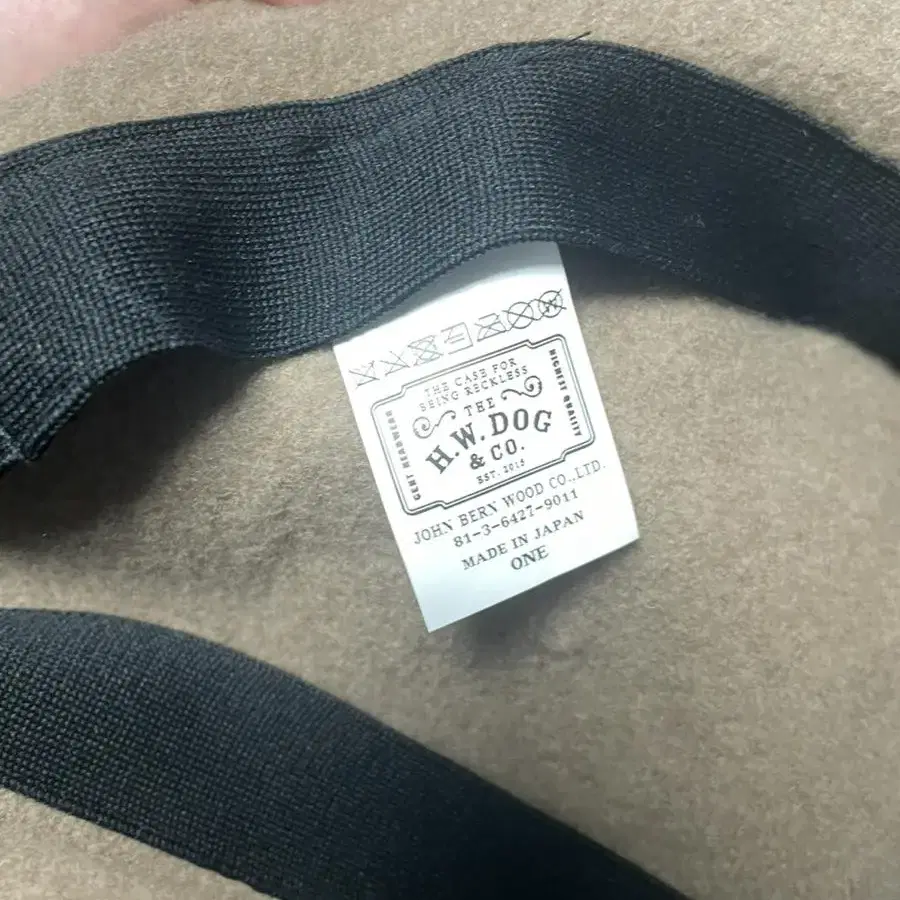 THE CASE FOR
BEING RECKLESS
THE
H.W. DOG
& CO.
EST. 2015
GENT HEADWEAR
HIGHEST QUALITY
JOHN BERN WOOD CO.,LTD.
81-3-6427-9011
MADE IN JAPAN
ONE